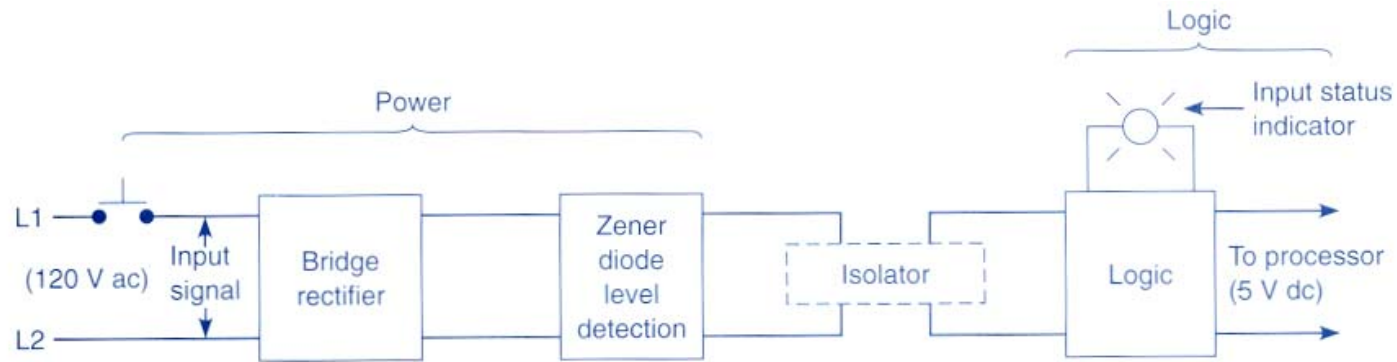 Logic
Power
Input status
indicator
L1
(120 V ac)
L2
Input
signal
Bridge
rectifier
Zener
diode
level
detection
Isolator
Logic
To processor
(5 V dc)